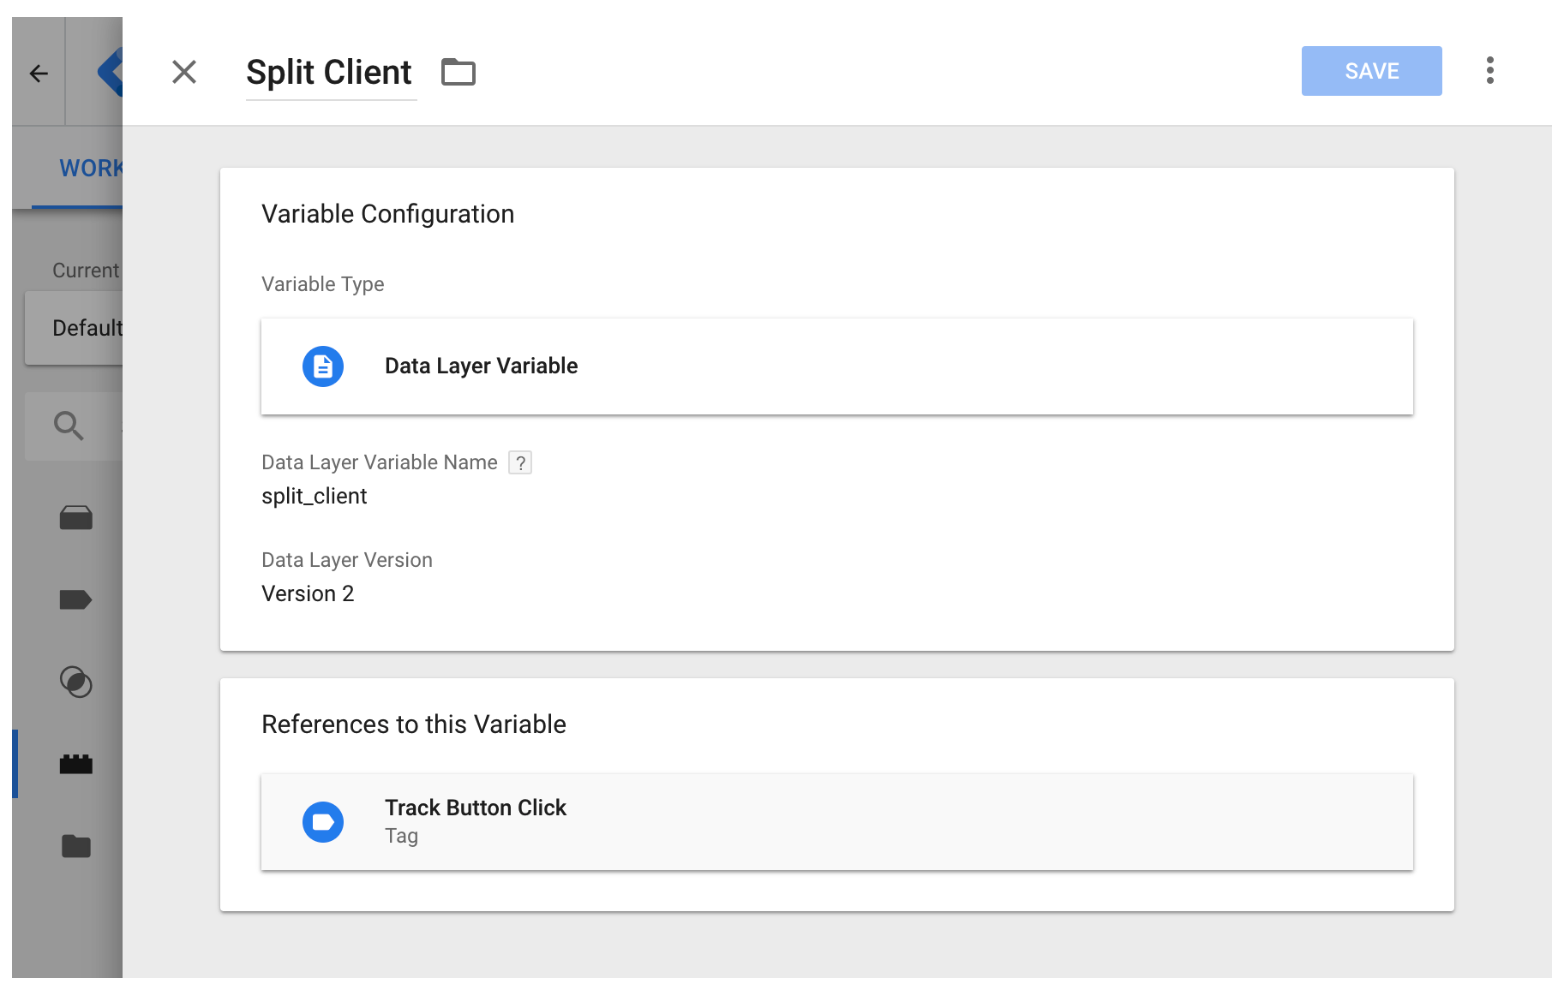 Split Client
SAVE
WORK
Current
Default
Variable Configuration
Variable Type
Data Layer Variable
Data Layer Variable Name ?
split_client
Data Layer Version
Version 2
References to this Variable
Track Button Click
Tag